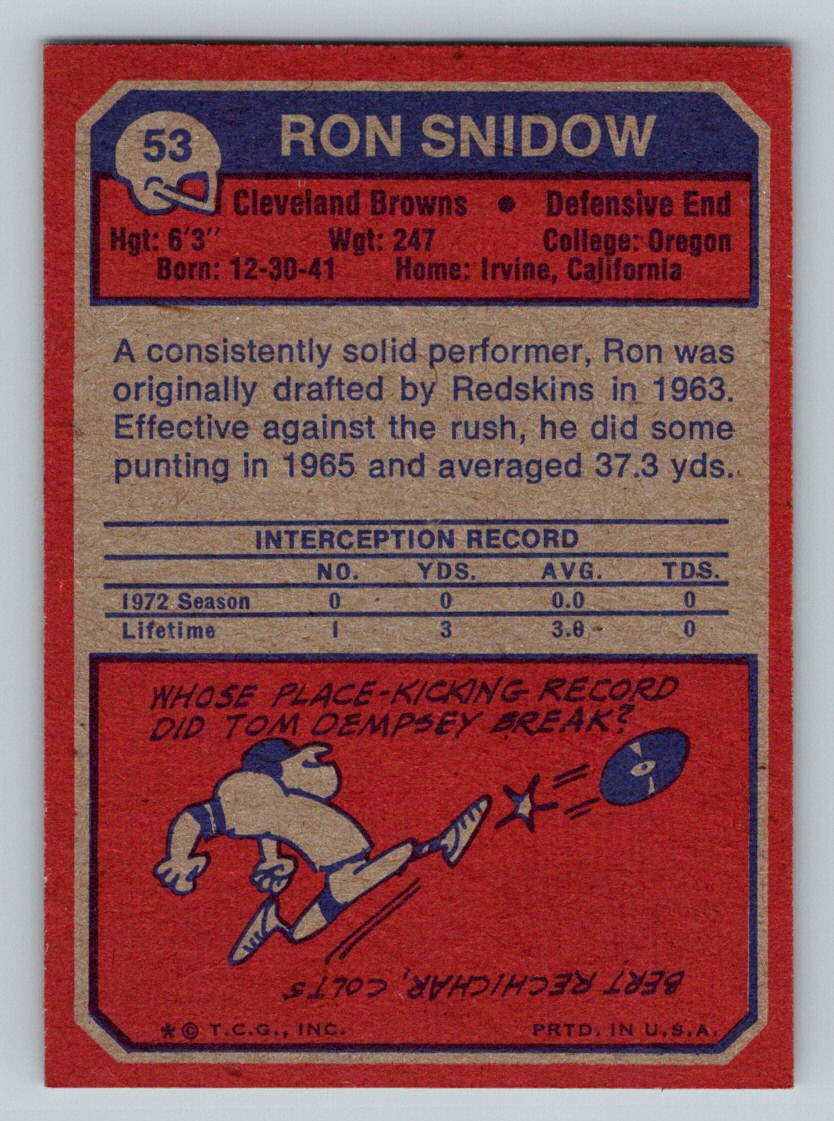 53
RON SNIDOW
Cleveland Browns • Defensive End
Hgt: 6'3" Wgt: 247 College: Oregon
Born: 12-30-41 Home: Irvine, California
A consistently solid performer, Ron was
originally drafted by Redskins in 1963.
Effective against the rush, he did some
punting in 1965 and averaged 37.3 yds.
INTERCEPTION RECORD
NO. YDS. AVG. TDS.
1972 Season 0 0 0.0 0
Lifetime 1 3 3.0 0
WHOSE PLACE-KICKING RECORD
DID TOM DEMPSEY BREAK?
BERT RECHICHAR, COLTS
* © T.C.G., INC. PRTD. IN U.S.A.